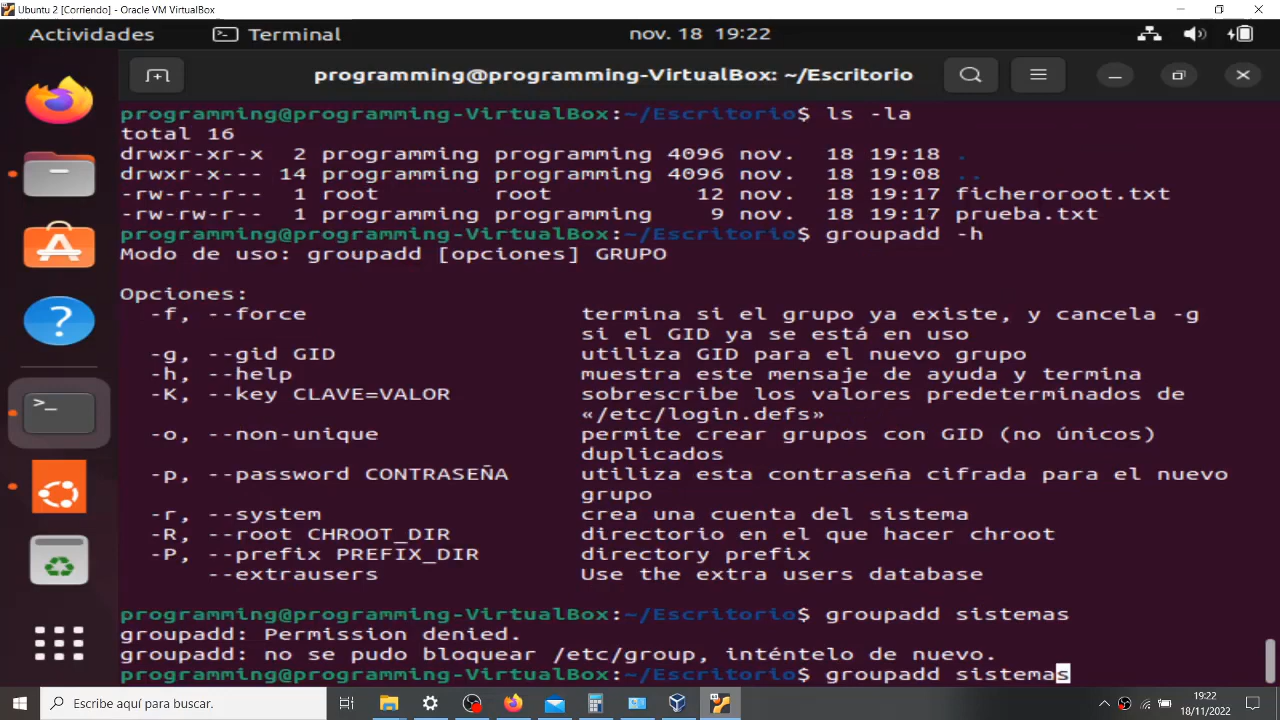 Ubuntu 2 [Corriendo] - Oracle VM VirtualBox
Actividades Terminal nov. 18 19:22
programming@programming-VirtualBox: ~/Escritorio
programming@programming-VirtualBox:~/Escritorio$ ls -la
total 16
drwxr-xr-x 2 programming programming 4096 nov. 18 19:18 .
drwxr-x--- 14 programming programming 4096 nov. 18 19:08 ..
-rw-r--r-- 1 root root 12 nov. 18 19:17 ficheroroot.txt
-rw-rw-r-- 1 programming programming 9 nov. 18 19:17 prueba.txt
programming@programming-VirtualBox:~/Escritorio$ groupadd -h
Modo de uso: groupadd [opciones] GRUPO
Opciones:
-f, --force termina si el grupo ya existe, y cancela -g
si el GID ya se está en uso
-g, --gid GID utiliza GID para el nuevo grupo
-h, --help muestra este mensaje de ayuda y termina
-K, --key CLAVE=VALOR sobrescribe los valores predeterminados de
«/etc/login.defs»
-o, --non-unique permite crear grupos con GID (no únicos)
duplicados
-p, --password CONTRASEÑA utiliza esta contraseña cifrada para el nuevo
grupo
-r, --system crea una cuenta del sistema
-R, --root CHROOT_DIR directorio en el que hacer chroot
-P, --prefix PREFIX_DIR directory prefix
--extrausers Use the extra users database
programming@programming-VirtualBox:~/Escritorio$ groupadd sistemas
groupadd: Permission denied.
groupadd: no se pudo bloquear /etc/group, inténtelo de nuevo.
programming@programming-VirtualBox:~/Escritorio$ groupadd sistemas
Escribe aquí para buscar.
19:22
18/11/2022